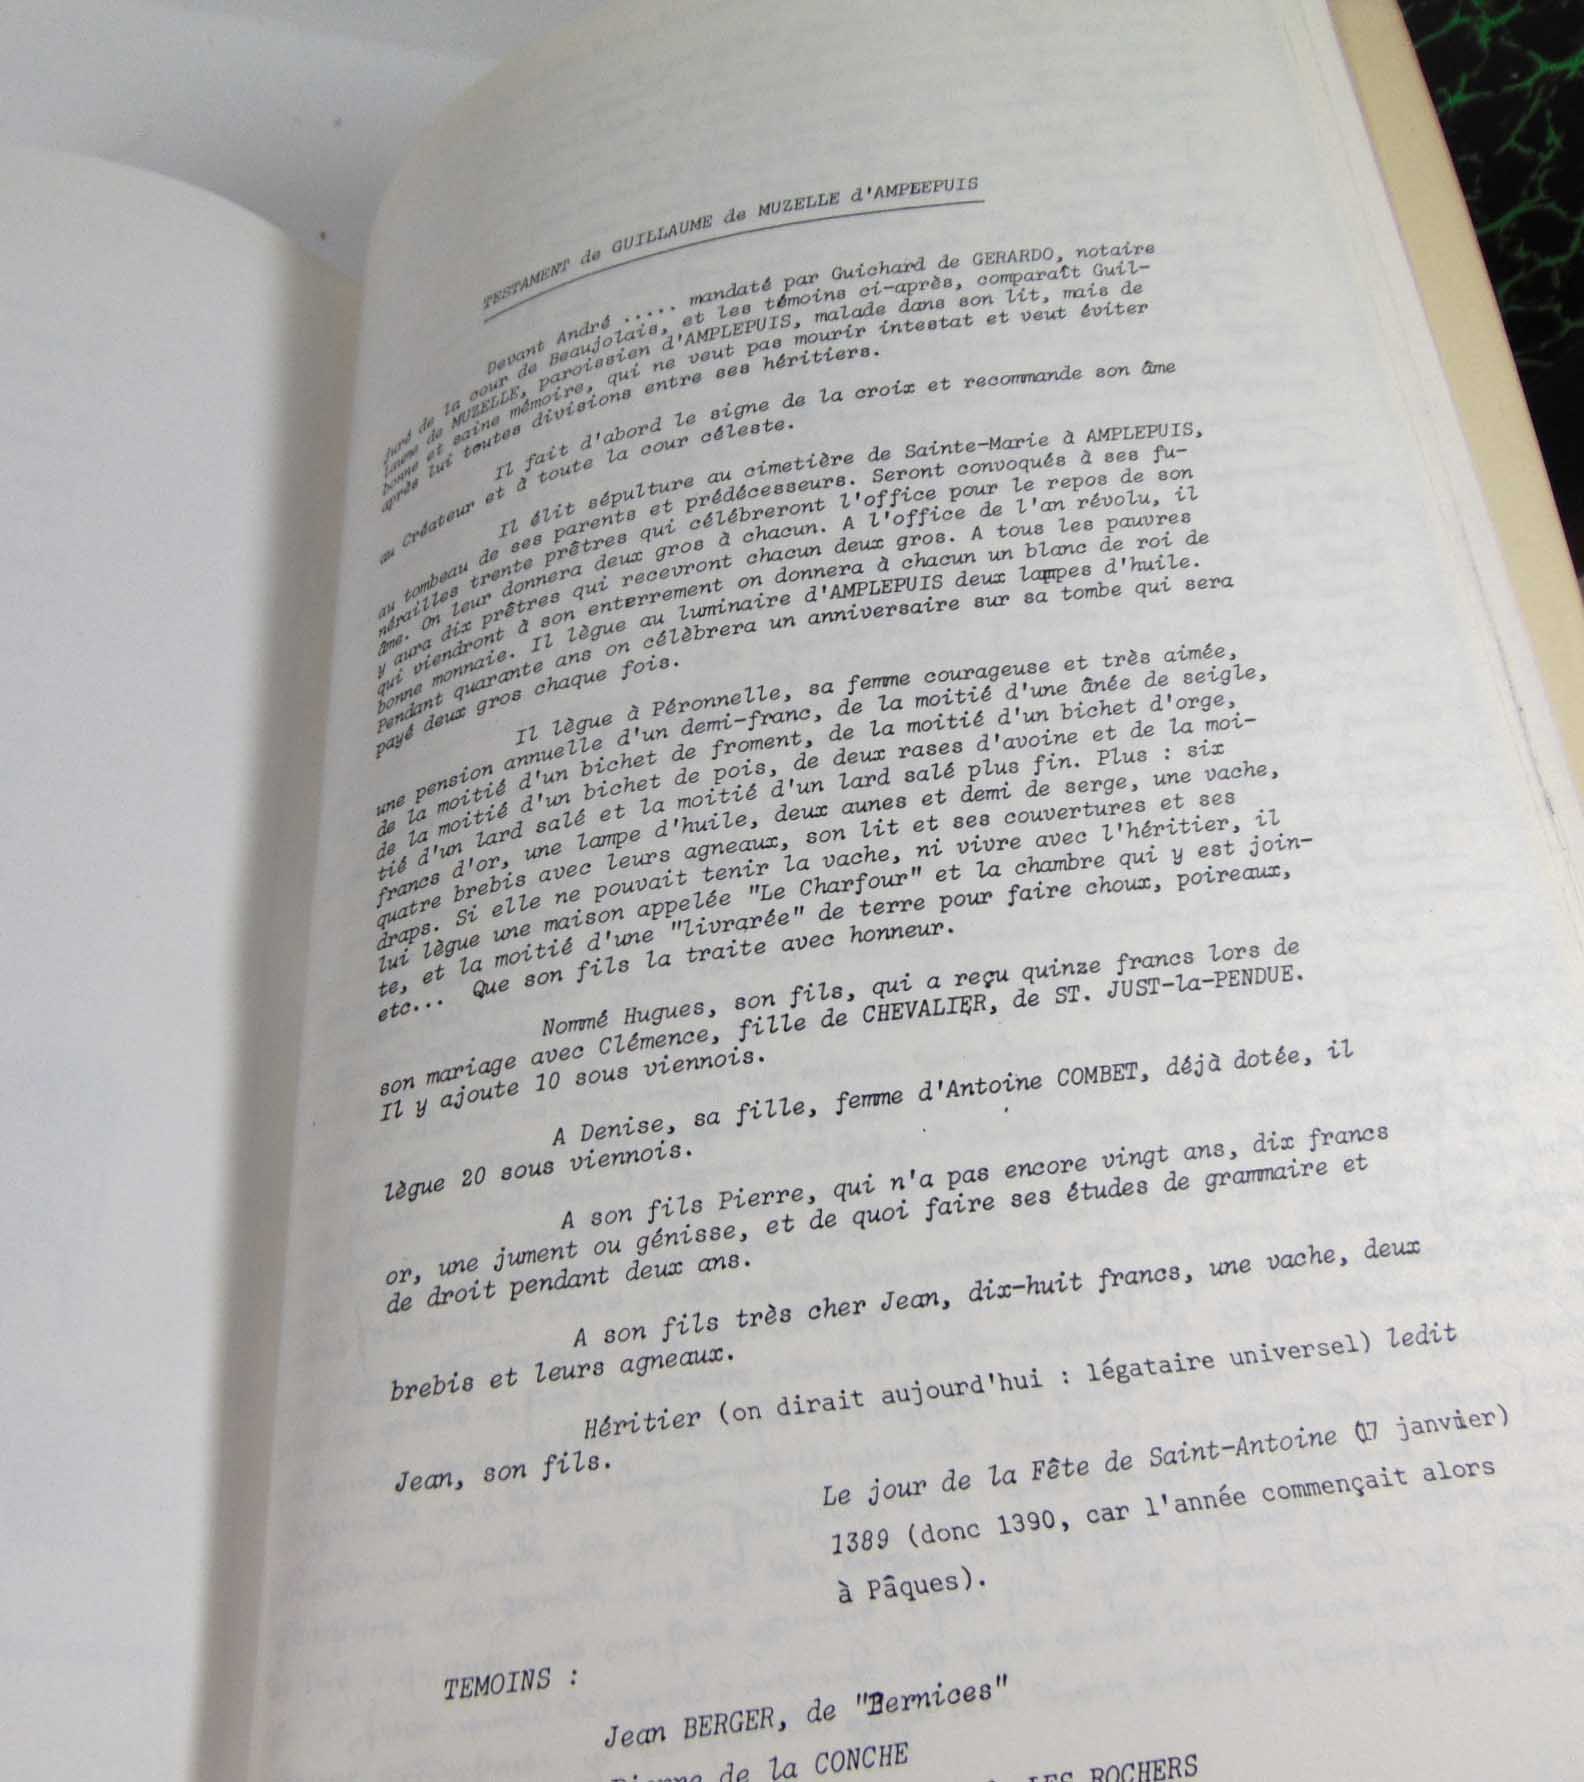 TESTAMENT de GUILLAUME de MUZELLE d'AMPLEPUIS
Devant André ..... mandaté par Guichard de GERARDO, notaire
juré de la cour de Beaujolais, et les témoins ci-après, comparaît Guil-
laume de MUZELLE, paroissien d'AMPLEPUIS, malade dans son lit, mais de
bonne et saine mémoire, qui ne veut pas mourir intestat et veut éviter
après lui toutes divisions entre ses héritiers.
Il fait d'abord le signe de la croix et recommande son âme
au Créateur et à toute la cour céleste.
Il élit sépulture au cimetière de Sainte-Marie à AMPLEPUIS,
au tombeau de ses parents et prédécesseurs. Seront convoqués à ses fu-
nérailles trente prêtres qui célébreront l'office pour le repos de son
âme. On leur donnera deux gros à chacun. A l'office de l'an révolu, il
y aura dix prêtres qui recevront chacun deux gros. A tous les pauvres
qui viendront à son enterrement on donnera à chacun un blanc de roi de
bonne monnaie. Il lègue au luminaire d'AMPLEPUIS deux lampes d'huile.
Pendant quarante ans on célèbrera un anniversaire sur sa tombe qui sera
payé deux gros chaque fois.
Il lègue à Péronnelle, sa femme courageuse et très aimée,
une pension annuelle d'un demi-franc, de la moitié d'une ânée de seigle,
de la moitié d'un bichet de froment, de la moitié d'un bichet d'orge,
de la moitié d'un bichet de pois, de deux rases d'avoine et de la moi-
tié d'un lard salé et la moitié d'un lard salé plus fin. Plus : six
francs d'or, une lampe d'huile, deux aunes et demi de serge, une vache,
quatre brebis avec leurs agneaux, son lit et ses couvertures et ses
draps. Si elle ne pouvait tenir la vache, ni vivre avec l'héritier, il
lui lègue une maison appelée "Le Charfour" et la chambre qui y est join-
te, et la moitié d'une "livrarée" de terre pour faire choux, poireaux,
etc... Que son fils la traite avec honneur.
Nommé Hugues, son fils, qui a reçu quinze francs lors de
son mariage avec Clémence, fille de CHEVALIER, de ST. JUST-la-PENDUE.
Il y ajoute 10 sous viennois.
A Denise, sa fille, femme d'Antoine COMBET, déjà dotée, il
lègue 20 sous viennois.
A son fils Pierre, qui n'a pas encore vingt ans, dix francs
or, une jument ou génisse, et de quoi faire ses études de grammaire et
de droit pendant deux ans.
A son fils très cher Jean, dix-huit francs, une vache, deux
brebis et leurs agneaux.
Héritier (on dirait aujourd'hui : légataire universel) ledit
Jean, son fils.
Le jour de la Fête de Saint-Antoine (17 janvier)
1389 (donc 1390, car l'année commençait alors
à Pâques).
TEMOINS :
Jean BERGER, de "Bernices"
Pierre de la CONCHE
LES ROCHERS